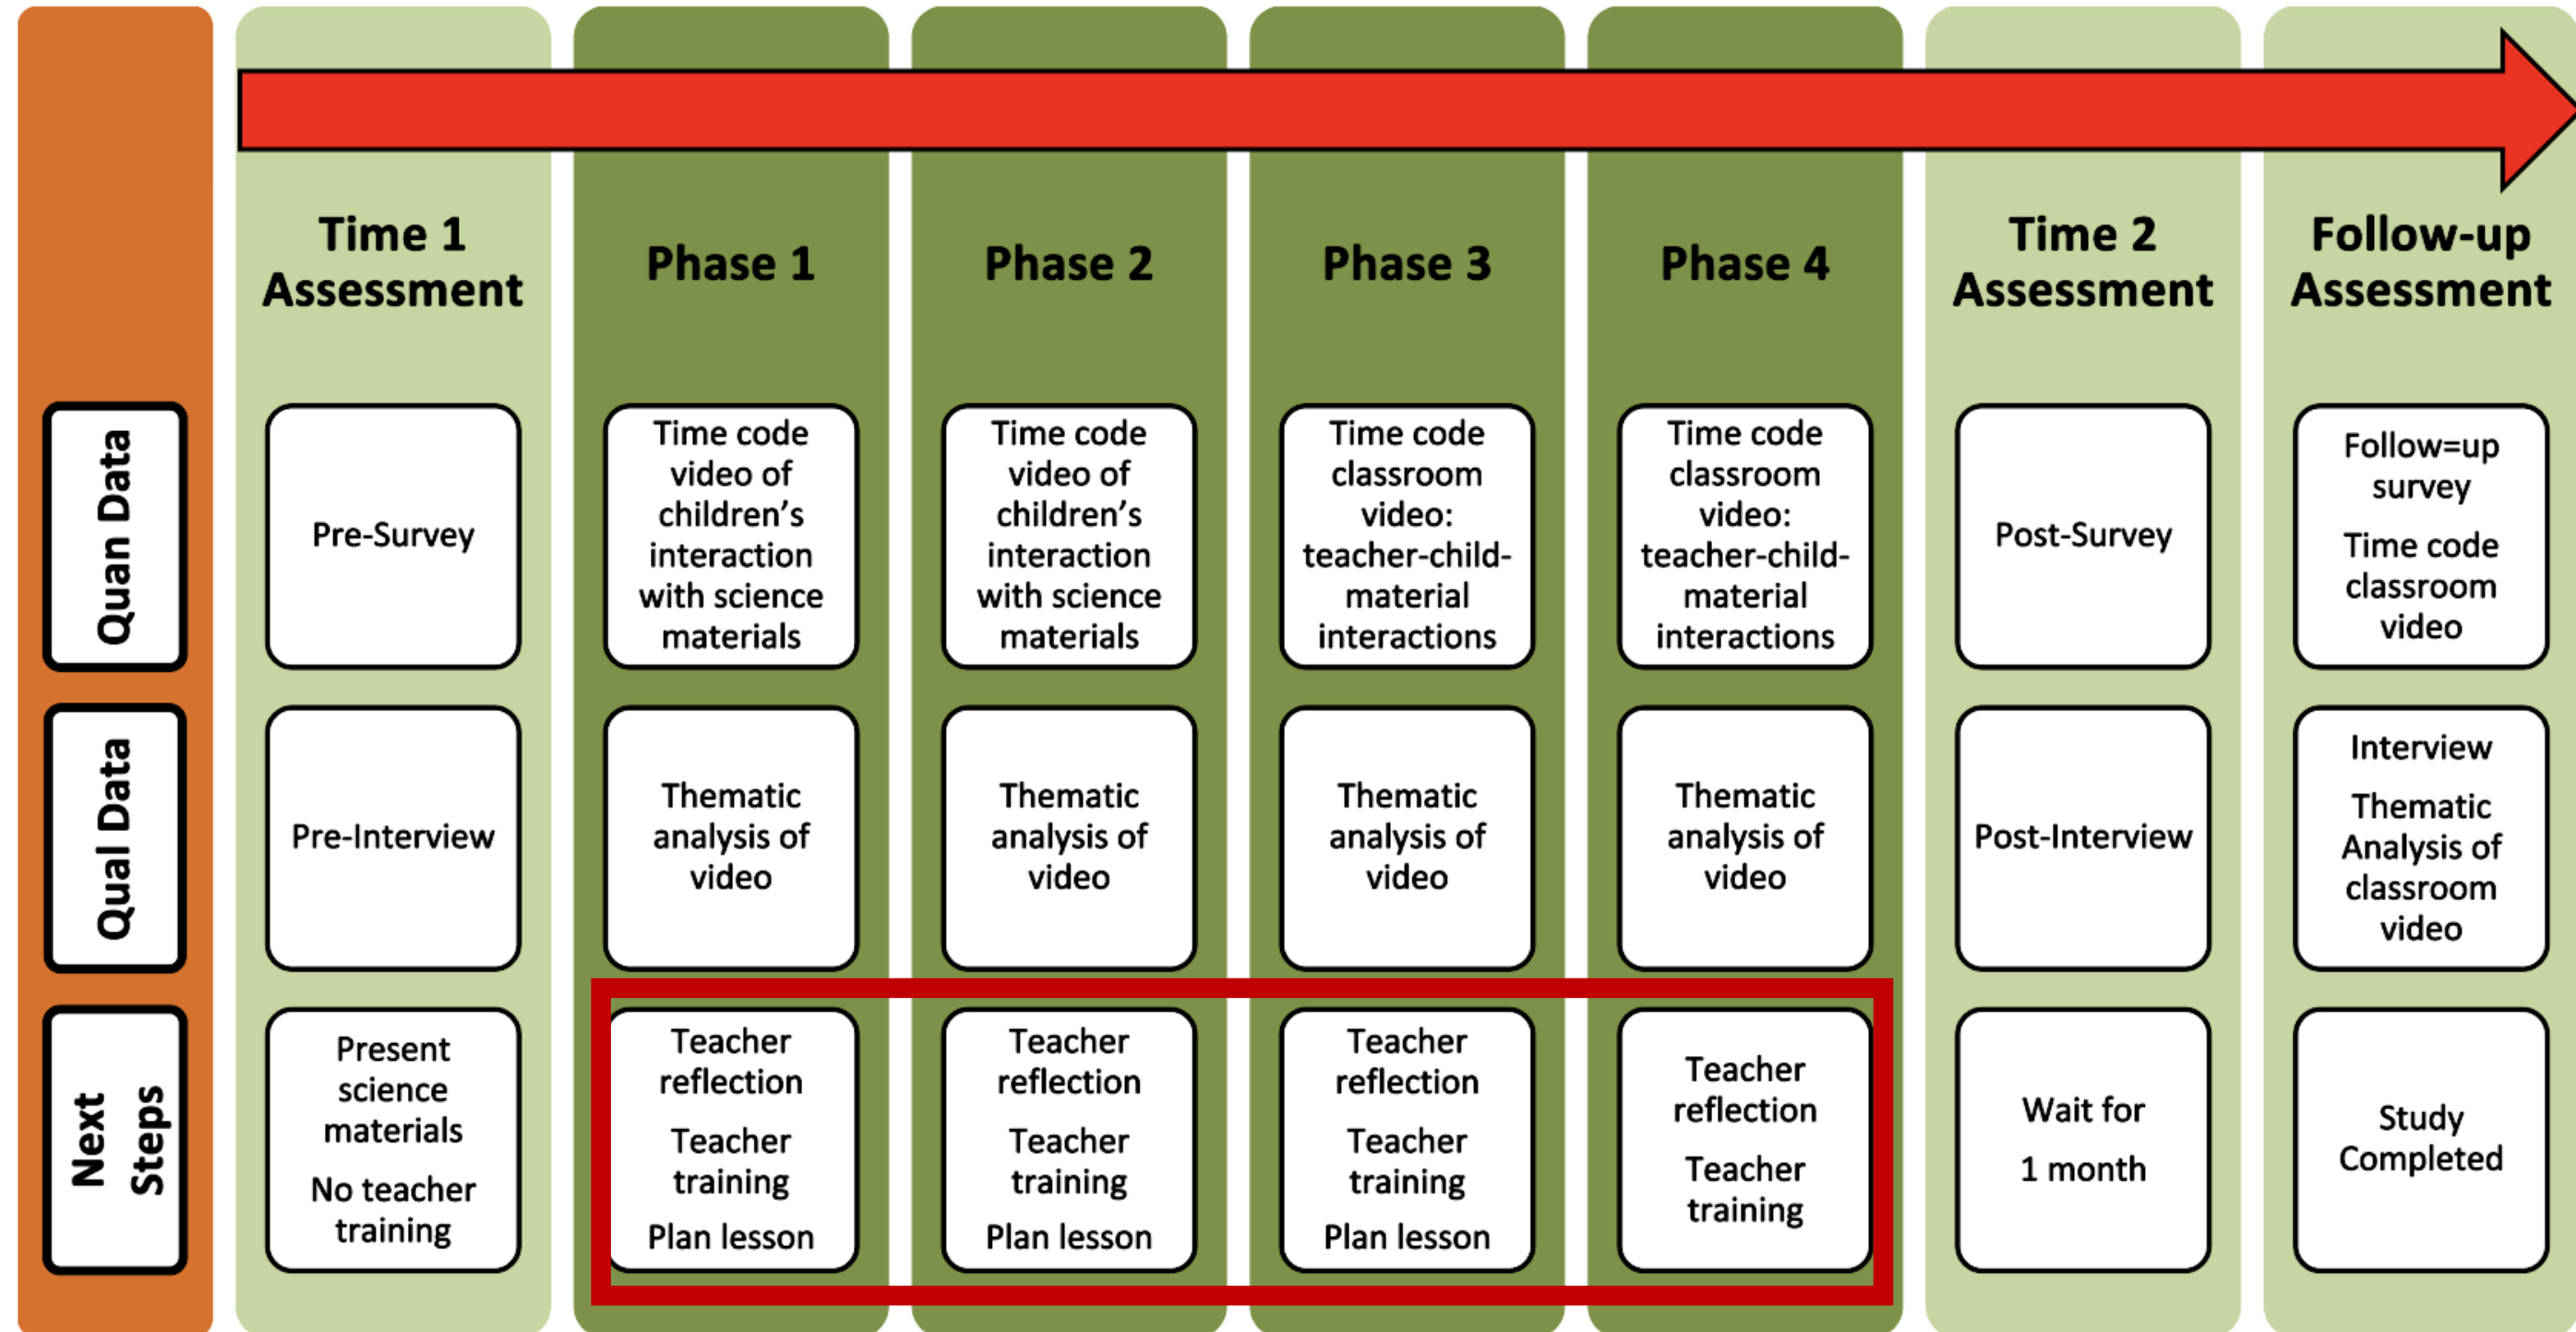 Time 1
Assessment
Phase 1
Phase 2
Phase 3
Phase 4
Time 2
Assessment
Follow-up
Assessment
Quan Data
Pre-Survey
Time code
video of
children’s
interaction
with science
materials
Time code
video of
children’s
interaction
with science
materials
Time code
classroom
video:
teacher-child-
material
interactions
Time code
classroom
video:
teacher-child-
material
interactions
Post-Survey
Follow=up
survey
Time code
classroom
video
Qual Data
Pre-Interview
Thematic
analysis of
video
Thematic
analysis of
video
Thematic
analysis of
video
Thematic
analysis of
video
Post-Interview
Interview
Thematic
Analysis of
classroom
video
Next
Steps
Present
science
materials
No teacher
training
Teacher
reflection
Teacher
training
Plan lesson
Teacher
reflection
Teacher
training
Plan lesson
Teacher
reflection
Teacher
training
Plan lesson
Teacher
reflection
Teacher
training
Wait for
1 month
Study
Completed